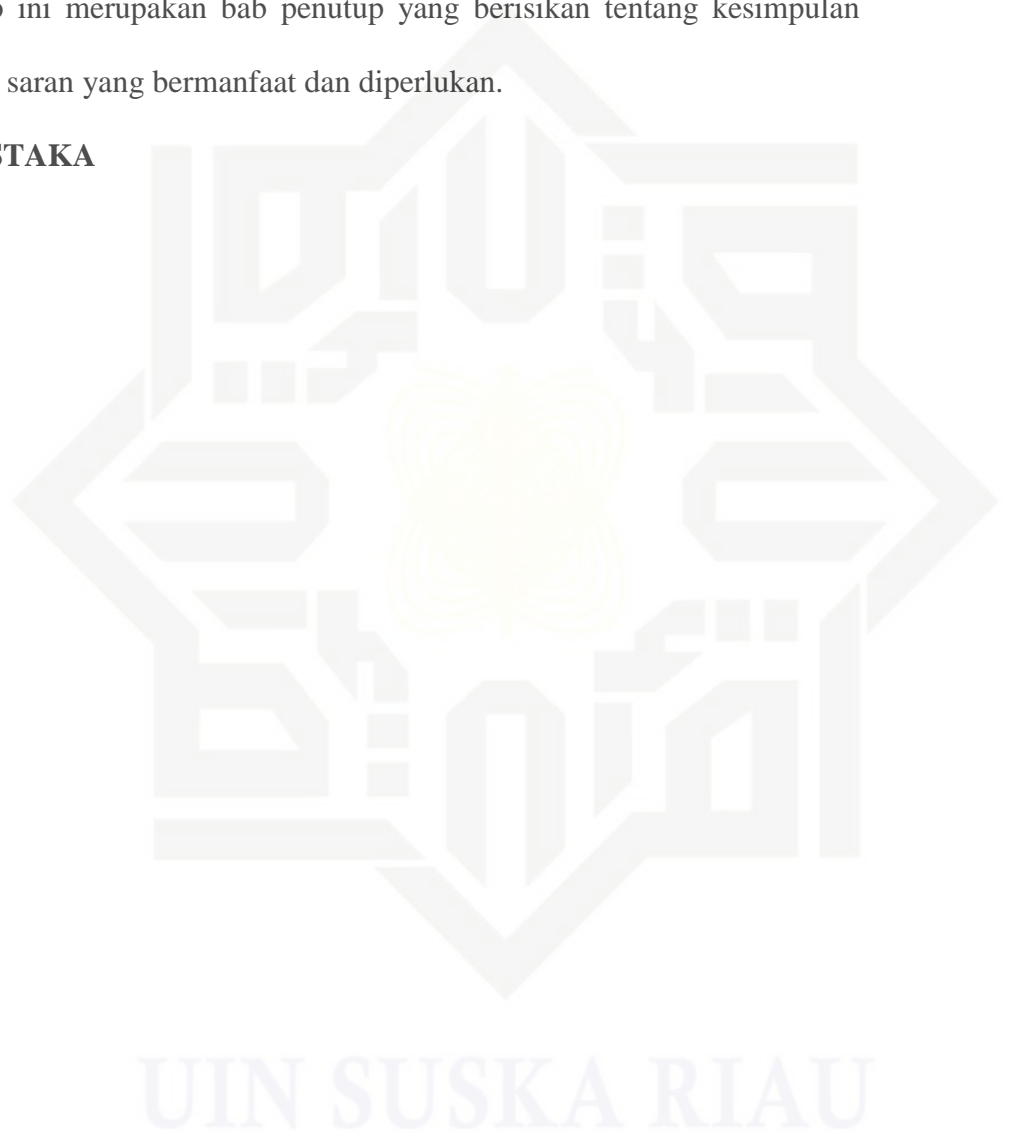 ini merupakan bab penutup yang berisikan tentang kesimpulan
saran yang bermanfaat dan diperlukan.
STAKA
UIN SUSKA RIAU